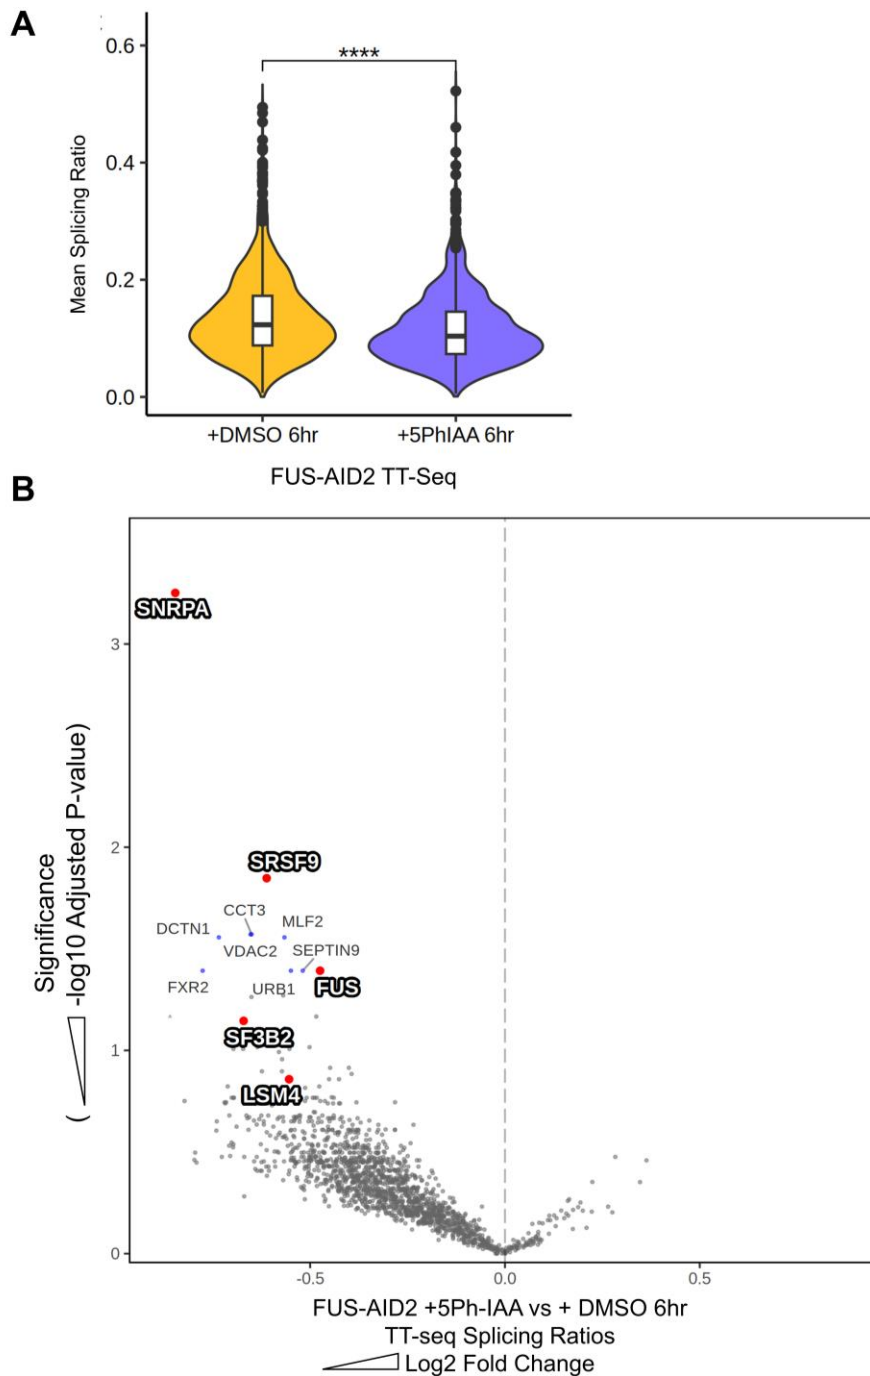 A
0.6
****
0.4
Mean Splicing Ratio
0.2
0.0
+DMSO 6hr
+5PhIAA 6hr
FUS-AID2 TT-Seq
B
SNRPA
3
Significance
(-log10 Adjusted P-value)
2
SRSF9
CCT3
DCTN1
MLF2
VDAC2
SEPTIN9
FXR2
URB1
FUS
SF3B2
1
LSM4
0
-0.5
0.0
0.5
FUS-AID2 +5Ph-IAA vs + DMSO 6hr
TT-seq Splicing Ratios
Log2 Fold Change